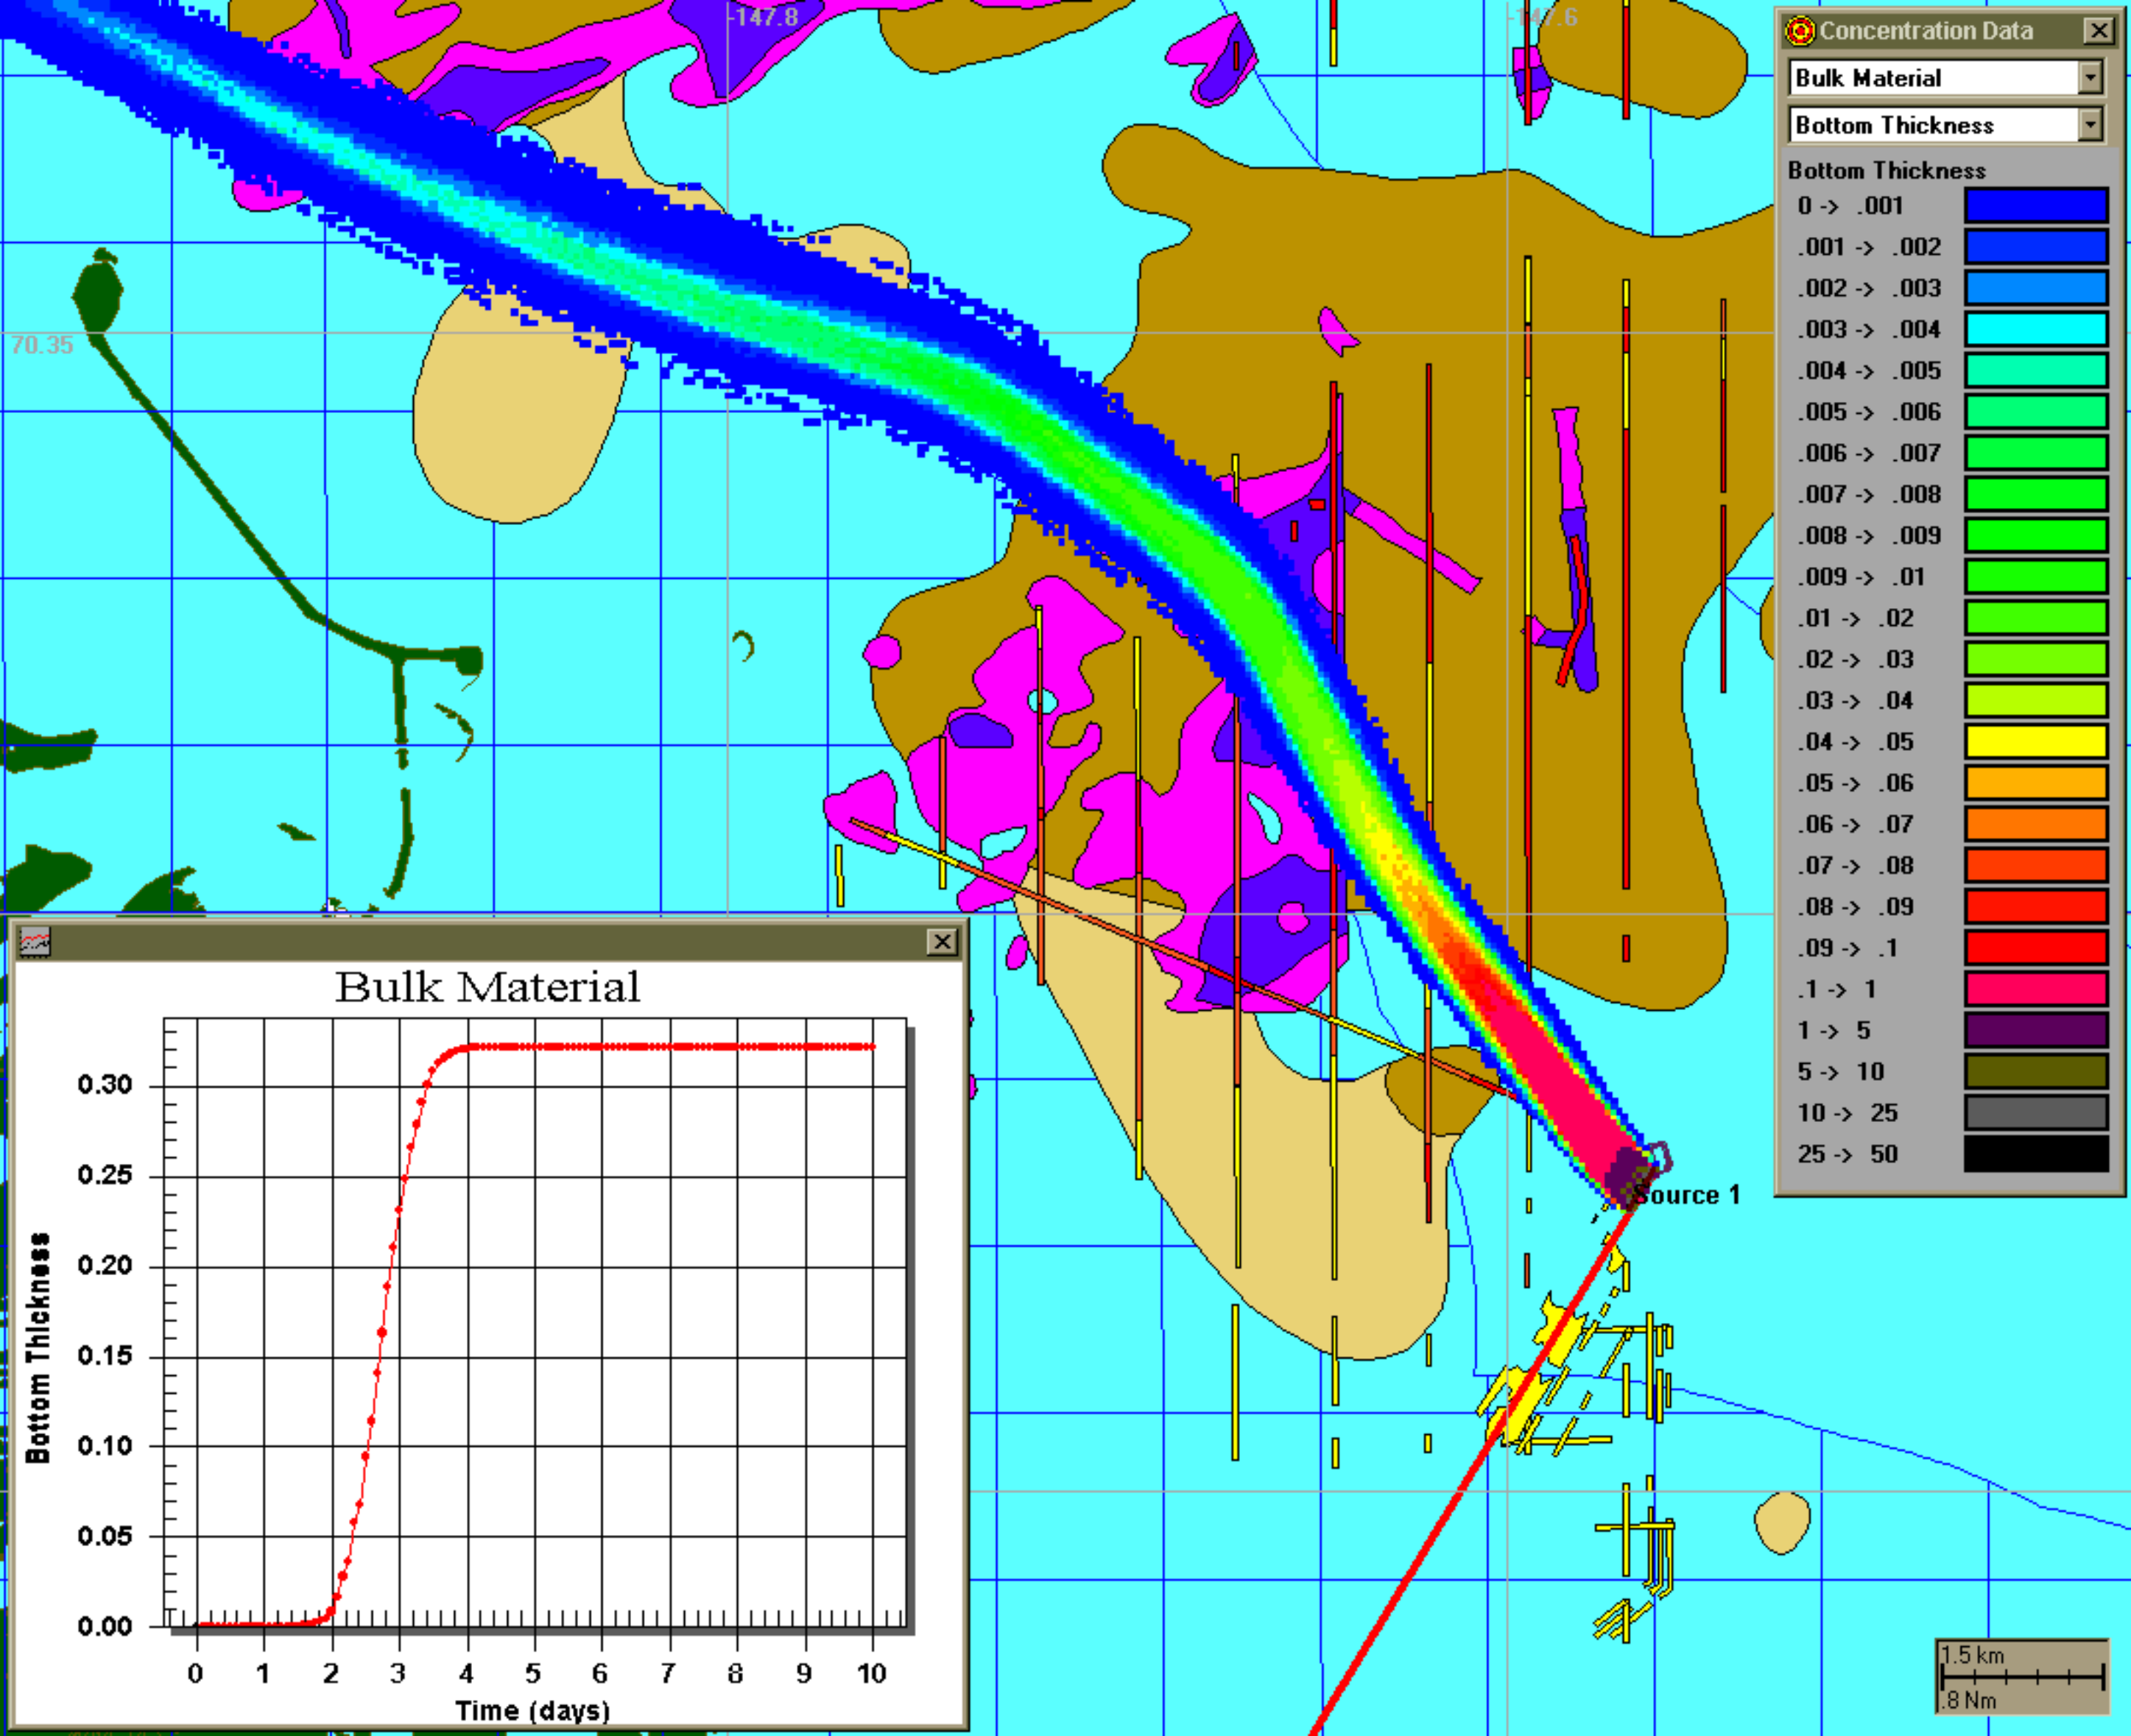 -147.8
-147.6
70.35
Concentration Data
Bulk Material
Bottom Thickness
Bottom Thickness
0 -> .001
.001 -> .002
.002 -> .003
.003 -> .004
.004 -> .005
.005 -> .006
.006 -> .007
.007 -> .008
.008 -> .009
.009 -> .01
.01 -> .02
.02 -> .03
.03 -> .04
.04 -> .05
.05 -> .06
.06 -> .07
.07 -> .08
.08 -> .09
.09 -> .1
.1 -> 1
1 -> 5
5 -> 10
10 -> 25
25 -> 50
Source 1
Bulk Material
Bottom Thickness
0.30
0.25
0.20
0.15
0.10
0.05
0.00
0 1 2 3 4 5 6 7 8 9 10
Time (days)
1.5 km
.8 Nm